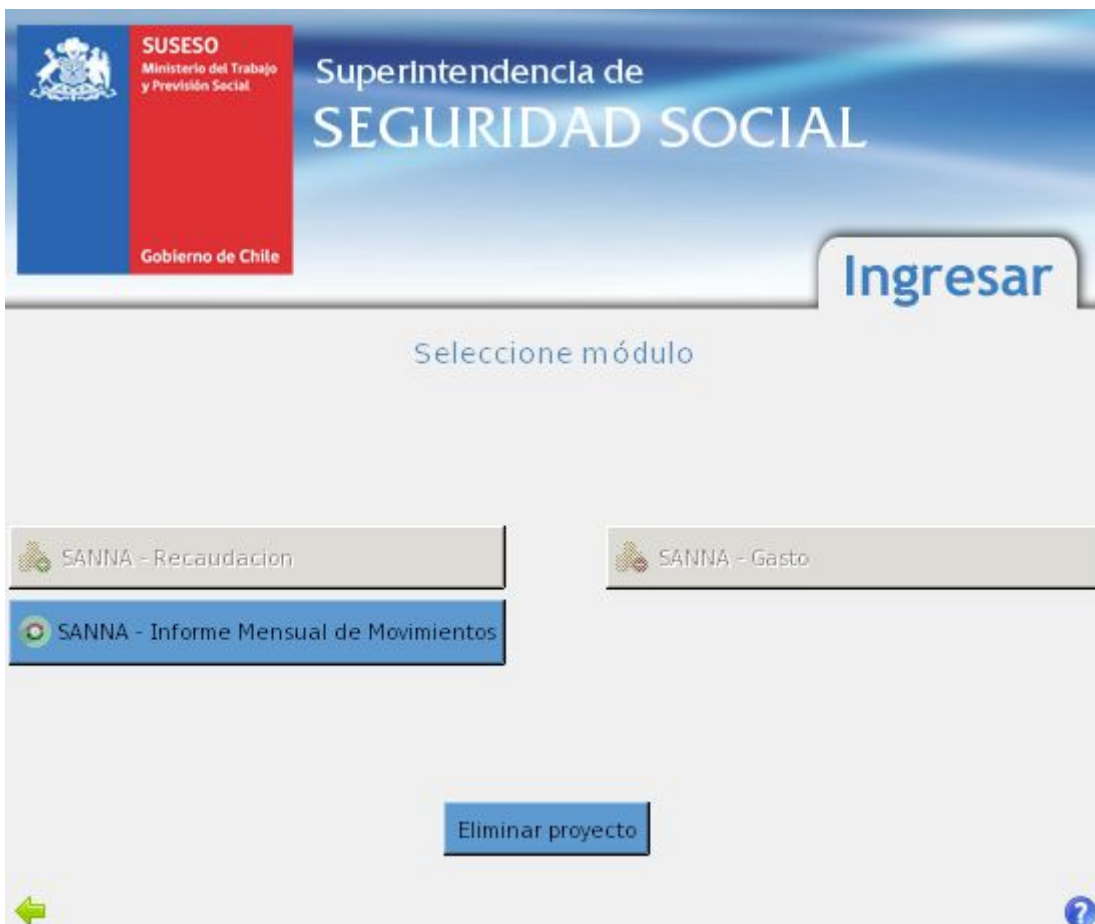 SUSESO
Ministerio del Trabajo
y Previsión Social
Gobierno de Chile
Superintendencia de
SEGURIDAD SOCIAL
Ingresar
Seleccione módulo
SANNA - Recaudacion
SANNA - Gasto
SANNA - Informe Mensual de Movimientos
Eliminar proyecto
?